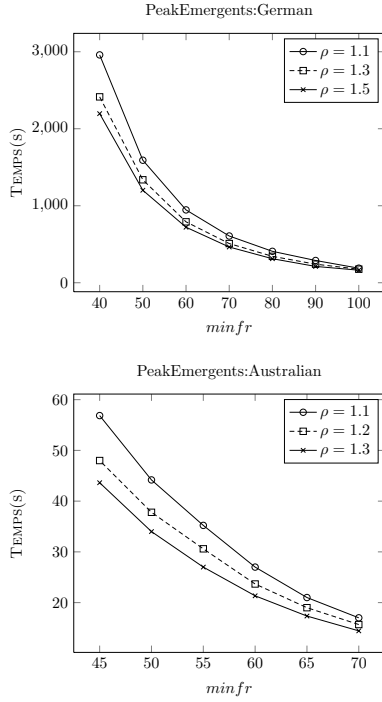 PeakEmergents:German
3,000
2,000
1,000
0
TEMPS(s)
ρ = 1.1
ρ = 1.3
ρ = 1.5
40 50 60 70 80 90 100
minfr
PeakEmergents:Australian
60
50
40
30
20
TEMPS(s)
ρ = 1.1
ρ = 1.2
ρ = 1.3
45 50 55 60 65 70
minfr